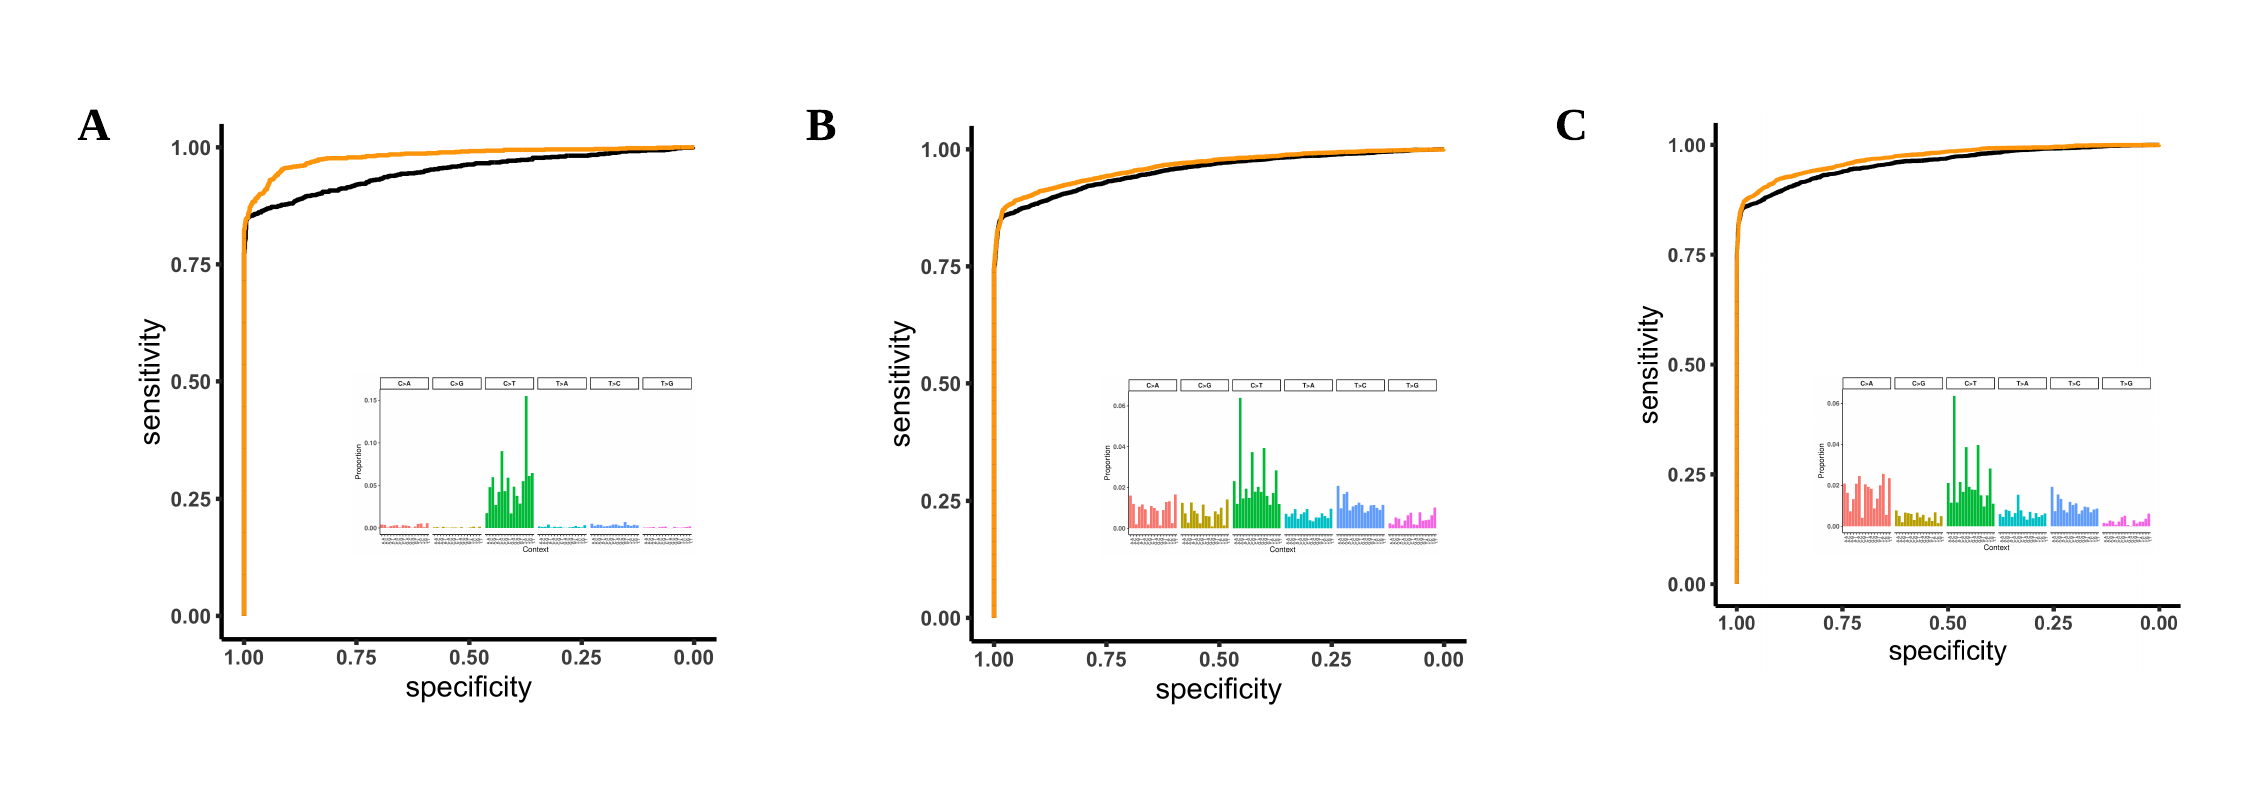 A
1.00
0.75
0.50
0.25
0.00
sensitivity
1.00 0.75 0.50 0.25 0.00
specificity
C>A C>G C>T T>A T>C T>G
0.15
0.10
0.05
0.00
Proportion
Context
B
1.00
0.75
0.50
0.25
0.00
sensitivity
1.00 0.75 0.50 0.25 0.00
specificity
C>A C>G C>T T>A T>C T>G
0.06
0.04
0.02
0.00
Proportion
Context
C
1.00
0.75
0.50
0.25
0.00
sensitivity
1.00 0.75 0.50 0.25 0.00
specificity
C>A C>G C>T T>A T>C T>G
0.06
0.04
0.02
0.00
Proportion
Context